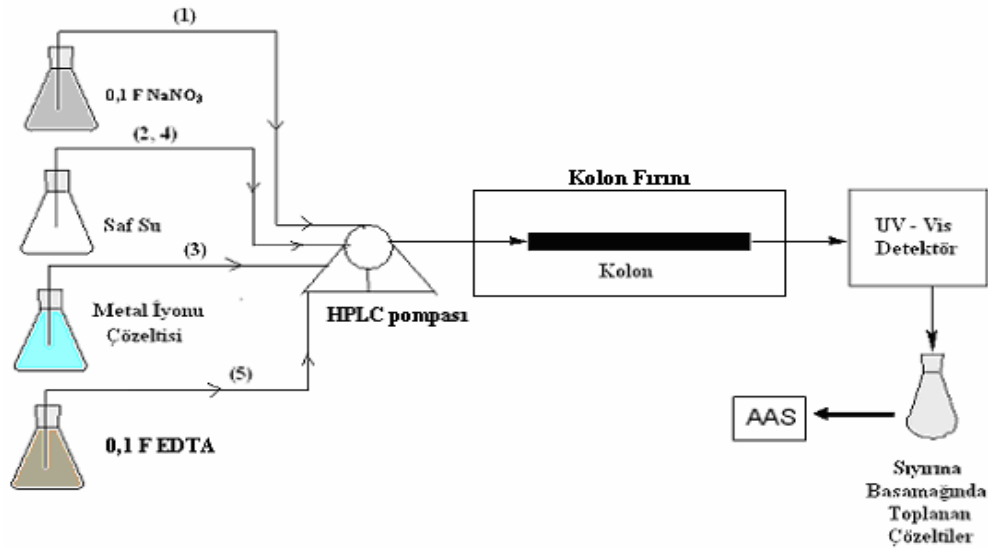 (1)
0,1 F NaNO₃
(2, 4)
Saf Su
(3)
Metal İyonu
Çözeltisi
(5)
0,1 F EDTA
HPLC pompası
Kolon Fırını
Kolon
UV - Vis
Detektör
AAS
Sıyırma
Basamağında
Toplanan
Çözeltiler